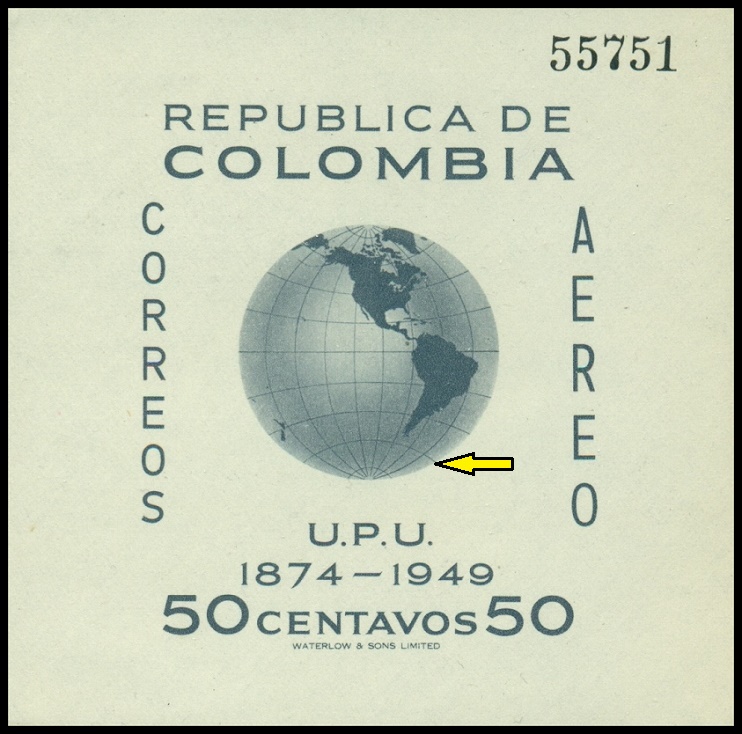 55751
REPUBLICA DE
COLOMBIA
CORREOS
AEREO
U.P.U.
1874-1949
50 CENTAVOS 50
WATERLOW & SONS LIMITED